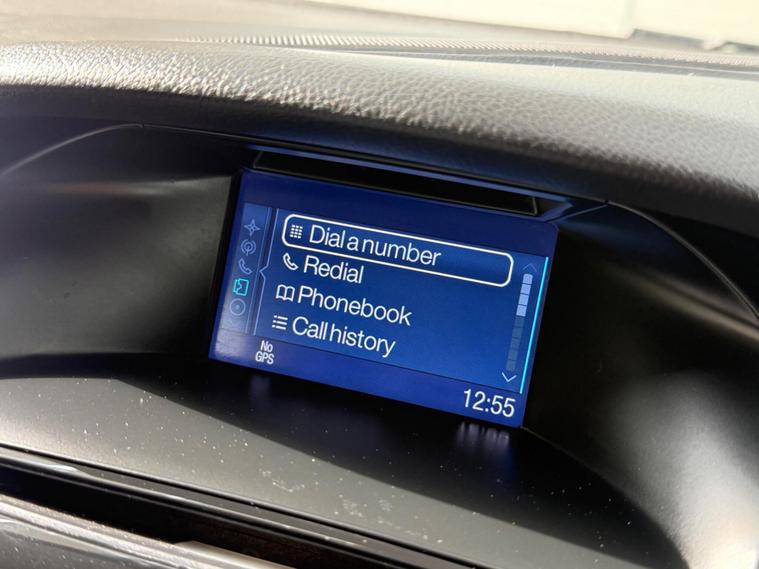 Dial a number
Redial
Phonebook
Call history
No
GPS
12:55